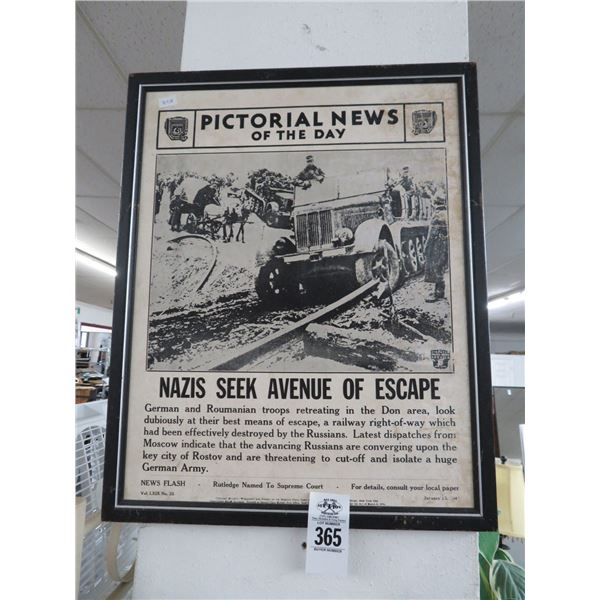 PICTORIAL NEWS
OF THE DAY
NAZIS SEEK AVENUE OF ESCAPE
German and Roumanian troops retreating in the Don area, look
dubiously at their best means of escape, a railway right-of-way which
had been effectively destroyed by the Russians. Latest dispatches from
Moscow indicate that the advancing Russians are converging upon the
key city of Rostov and are threatening to cut-off and isolate a huge
German Army.
NEWS FLASH - Rutledge Named To Supreme Court - For details, consult your local paper
LOT NUMBER
365
BUYER NUMBER